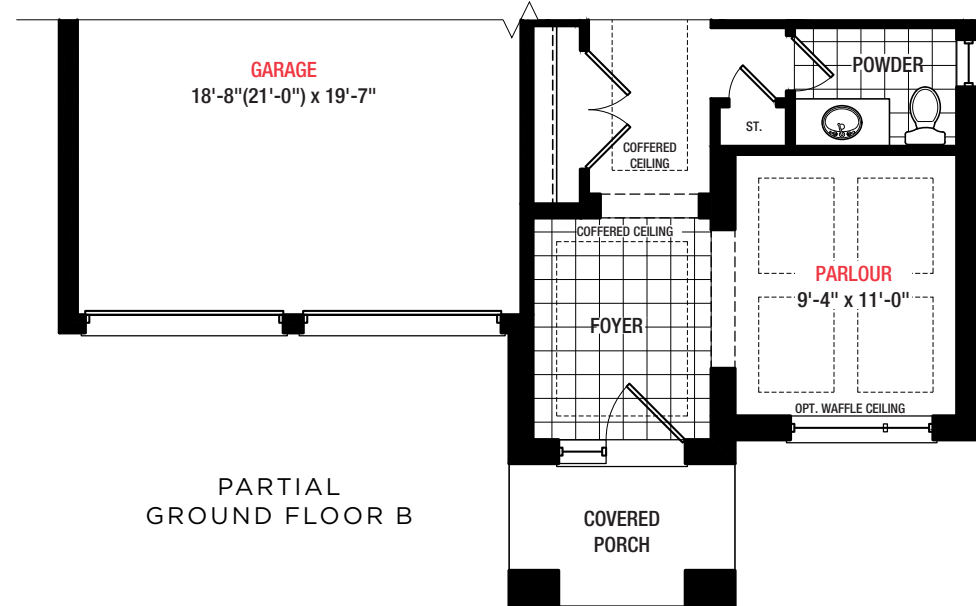 GARAGE
18'-8"(21'-0") x 19'-7"
POWDER
ST.
COFFERED
CEILING
COFFERED CEILING
FOYER
PARLOUR
9'-4" x 11'-0"
OPT. WAFFLE CEILING
PARTIAL
GROUND FLOOR B
COVERED
PORCH